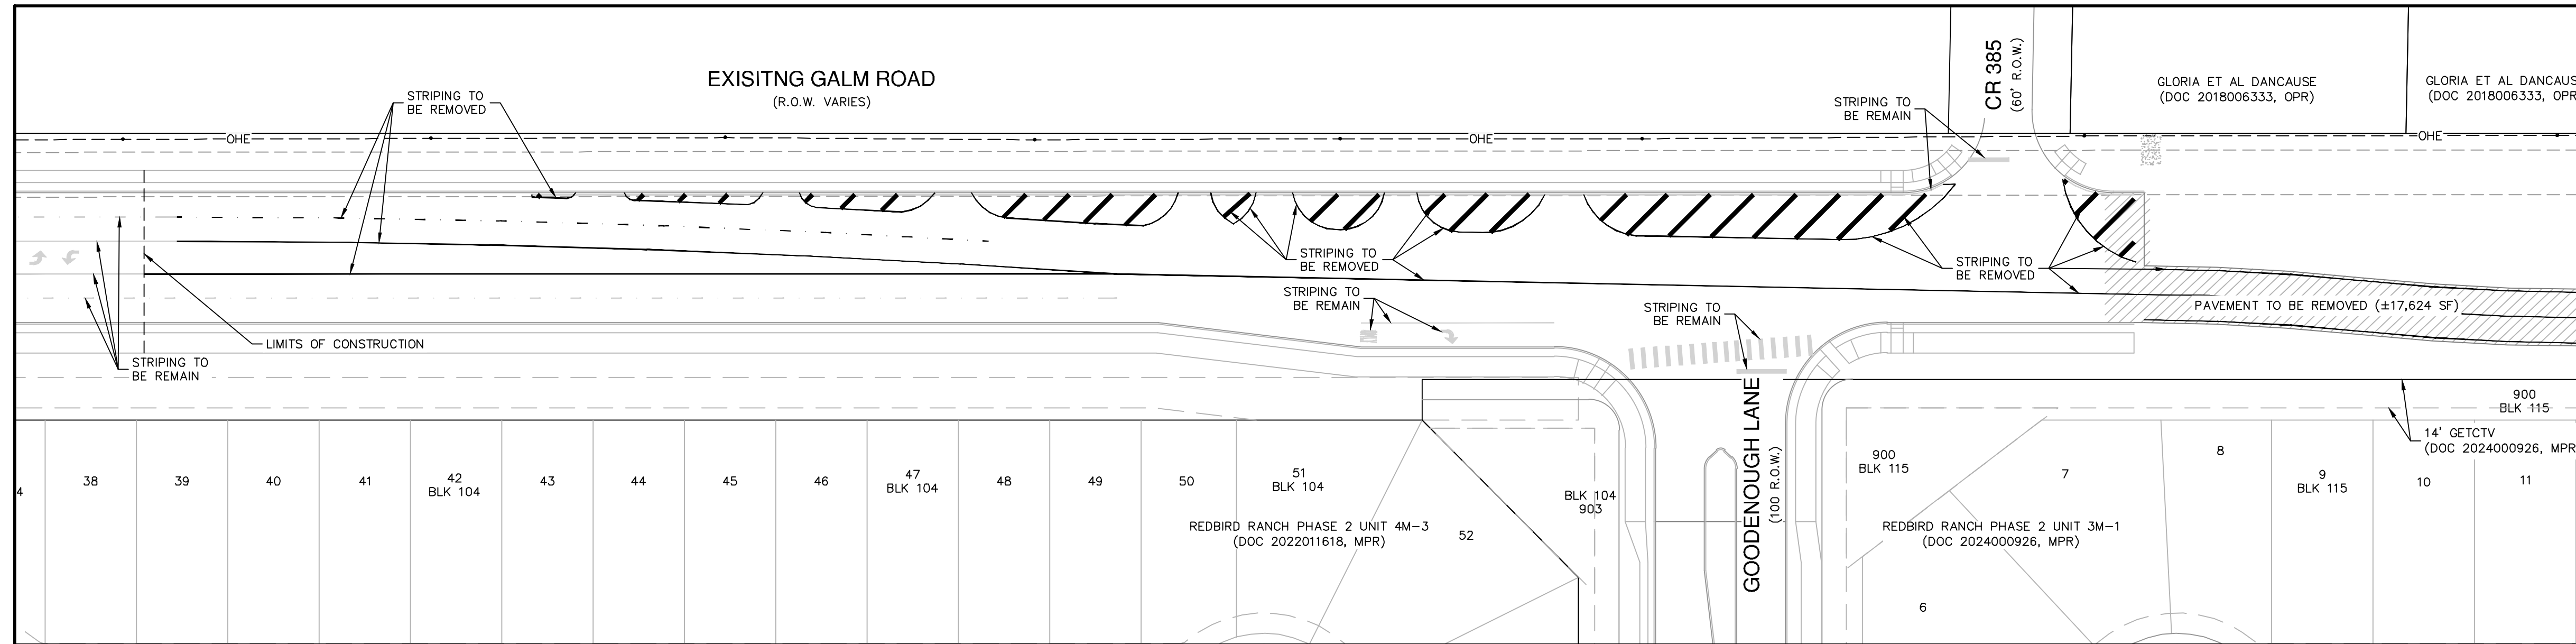 EXISITNG GALM ROAD
(R.O.W. VARIES)
STRIPING TO
BE REMOVED
OHE
OHE
OHE
STRIPING TO
BE REMAIN
CR 385
(60' R.O.W.)
GLORIA ET AL DANCAUSE
(DOC 2018006333, OPR)
GLORIA ET AL DANCAUS
(DOC 2018006333, OPR
STRIPING TO
BE REMOVED
STRIPING TO
BE REMOVED
STRIPING TO
BE REMAIN
STRIPING TO
BE REMAIN
PAVEMENT TO BE REMOVED (±17,624 SF)
LIMITS OF CONSTRUCTION
STRIPING TO
BE REMAIN
GOODENOUGH LANE
(100 R.O.W.)
900
BLK 115
14' GETCTV
(DOC 2024000926, MPR
4
38
39
40
41
42
BLK 104
43
44
45
46
47
BLK 104
48
49
50
51
BLK 104
52
BLK 104
903
REDBIRD RANCH PHASE 2 UNIT 4M-3
(DOC 2022011618, MPR)
900
BLK 115
REDBIRD RANCH PHASE 2 UNIT 3M-1
(DOC 2024000926, MPR)
6
7
8
9
BLK 115
10
11